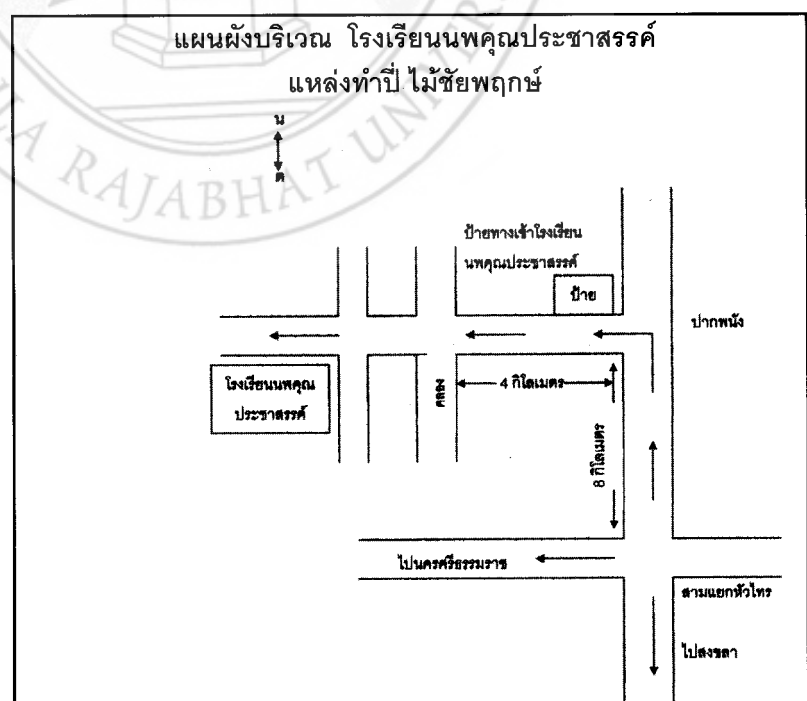 แผนผังบริเวณ โรงเรียนนพคุณประชาสรรค์
แหล่งทำปี่ ไม้ชัยพฤกษ์
น
ต
RAJABHAT
ป้ายทางเข้าโรงเรียน
นพคุณประชาสรรค์
ป้าย
ปากพนัง
โรงเรียนนพคุณ
ประชาสรรค์
คลอง
4 กิโลเมตร
8 กิโลเมตร
ไปนครศรีธรรมราช
สามแยกหัวไทร
ไปสงขลา